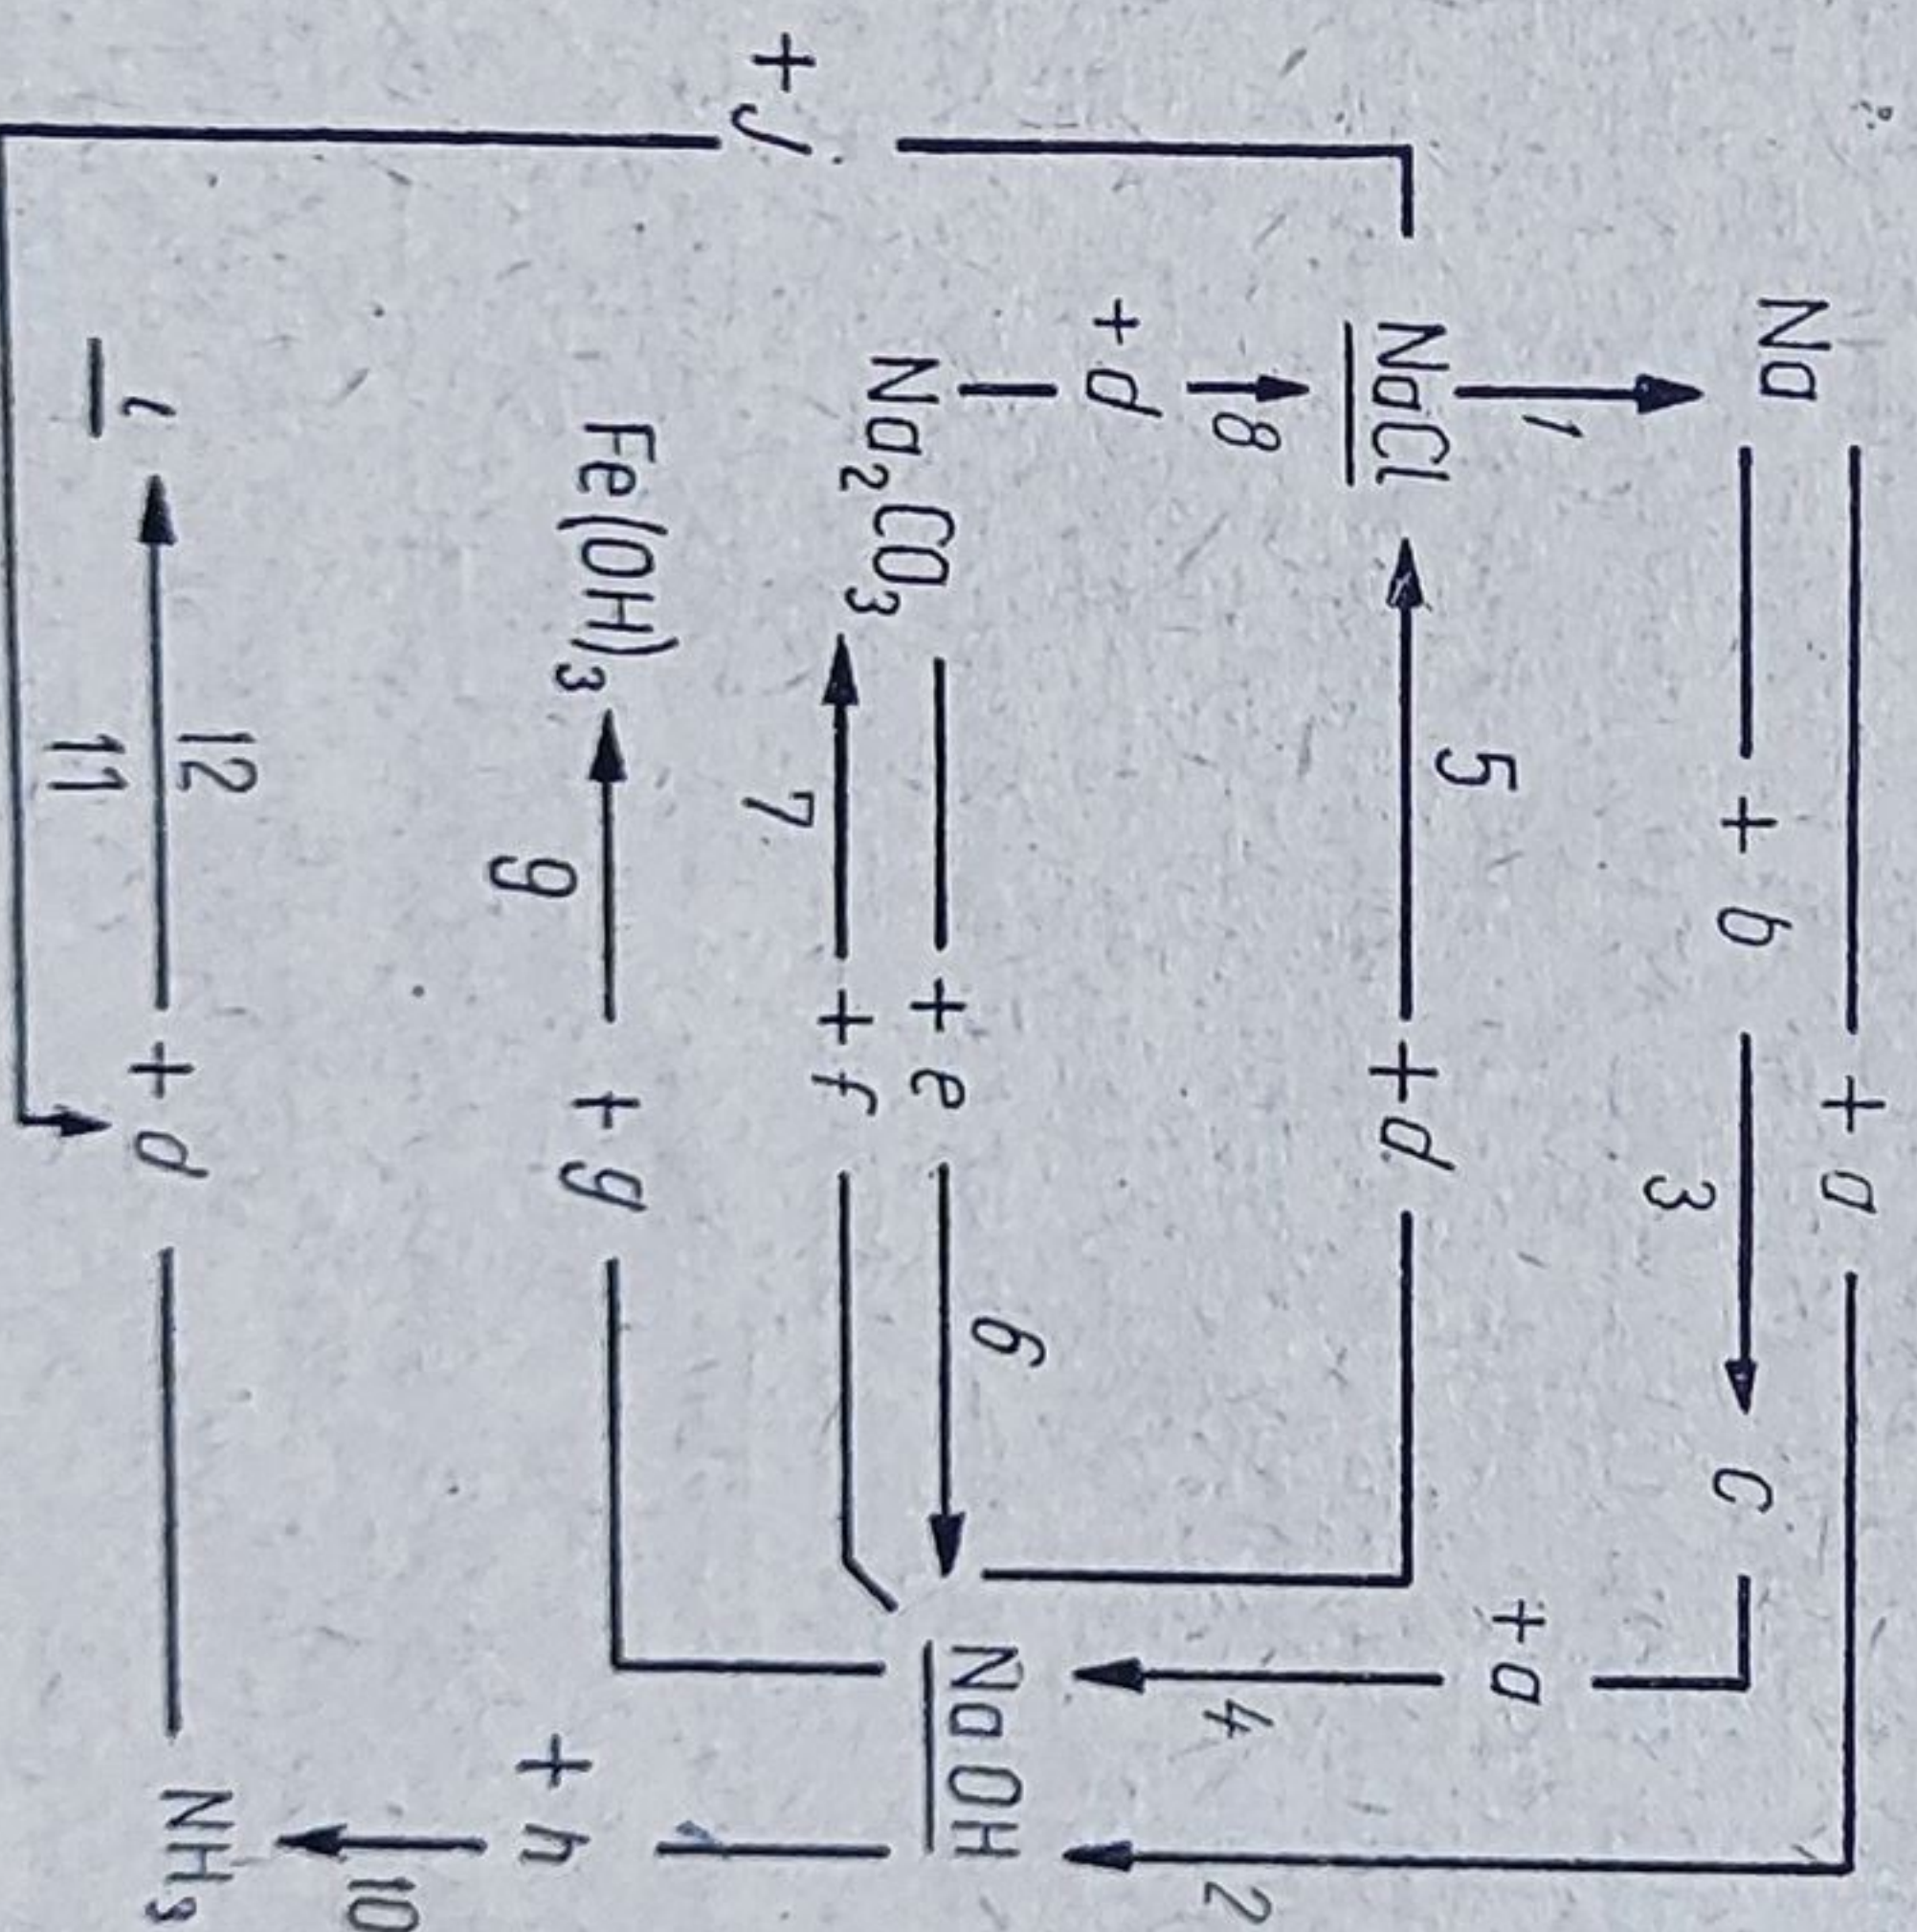 + a
Na + b c
3
1 5 + a
NaCl + d
8 4 2
+ d
6
Na₂CO₃ + e NaOH
+ f
+ j 7
Fe(OH)₃ + g
+ h
9
10
12
i + d NH₃
11